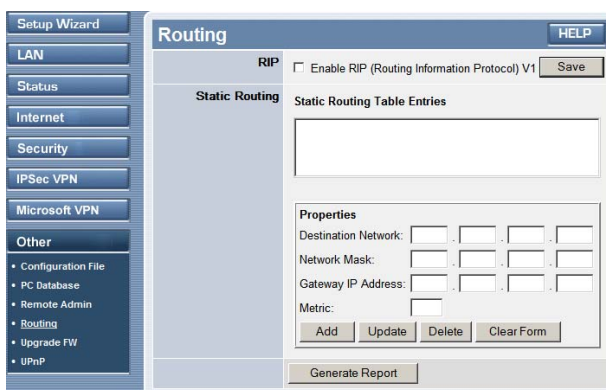 Setup Wizard
LAN
Status
Internet
Security
IPSec VPN
Microsoft VPN
Other
• Configuration File
• PC Database
• Remote Admin
• Routing
• Upgrade FW
• UPnP
Routing
HELP
RIP
Enable RIP (Routing Information Protocol) V1
Save
Static Routing
Static Routing Table Entries
Properties
Destination Network: . . .
Network Mask: . . .
Gateway IP Address: . . .
Metric:
Add Update Delete Clear Form
Generate Report